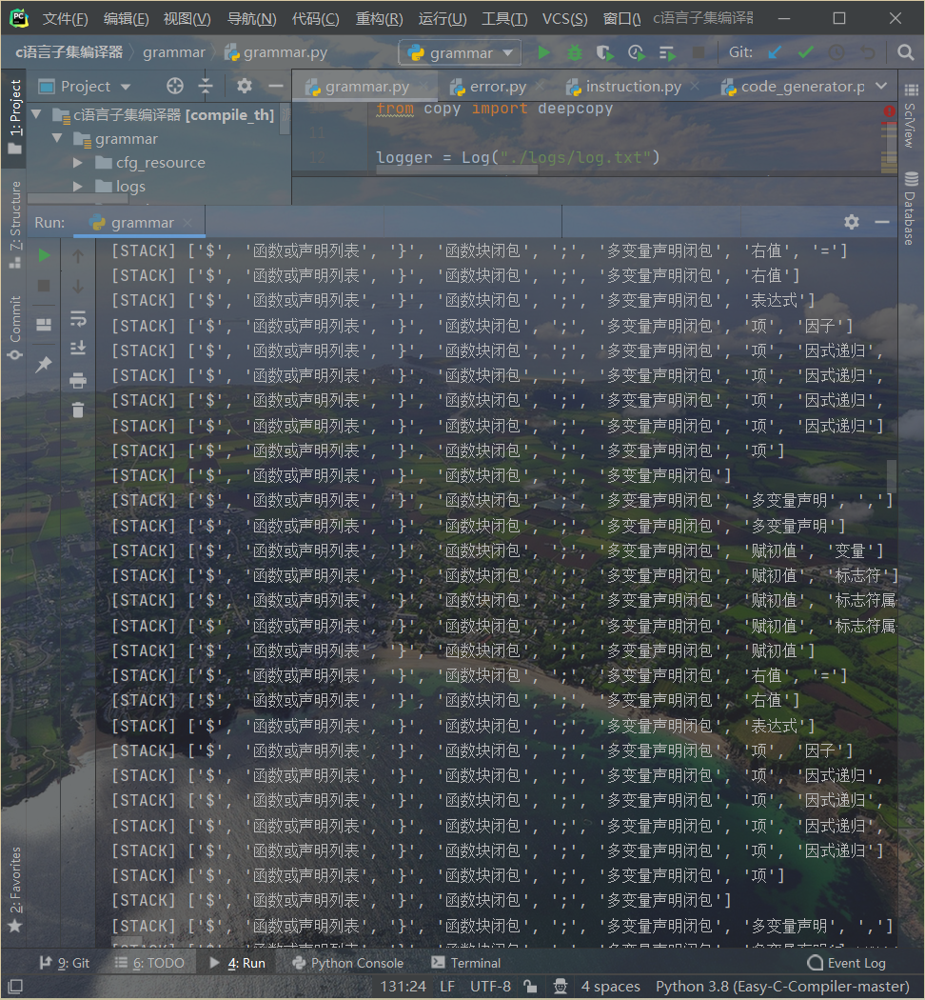 文件(F) 编辑(E) 视图(V) 导航(N) 代码(C) 重构(R) 运行(U) 工具(T) VCS(S) 窗口(\ c语言子集编译器
c语言子集编译器 grammar grammar.py grammar Git:
1: Project
Project grammar.py error.py instruction.py code_generator.p
c语言子集编译器 [compile_th]
from copy import deepcopy
11
grammar
12 logger = Log("./logs/log.txt")
cfg_resource
logs
SciView
Database
Z: Structure
Commit
2: Favorites
Run: grammar
[STACK] ['$', '函数或声明列表', '}', '函数块闭包', ';', '多变量声明闭包', '右值', '=']
[STACK] ['$', '函数或声明列表', '}', '函数块闭包', ';', '多变量声明闭包', '右值']
[STACK] ['$', '函数或声明列表', '}', '函数块闭包', ';', '多变量声明闭包', '表达式']
[STACK] ['$', '函数或声明列表', '}', '函数块闭包', ';', '多变量声明闭包', '项', '因子']
[STACK] ['$', '函数或声明列表', '}', '函数块闭包', ';', '多变量声明闭包', '项', '因式递归',
[STACK] ['$', '函数或声明列表', '}', '函数块闭包', ';', '多变量声明闭包', '项', '因式递归',
[STACK] ['$', '函数或声明列表', '}', '函数块闭包', ';', '多变量声明闭包', '项', '因式递归',
[STACK] ['$', '函数或声明列表', '}', '函数块闭包', ';', '多变量声明闭包', '项', '因式递归']
[STACK] ['$', '函数或声明列表', '}', '函数块闭包', ';', '多变量声明闭包', '项']
[STACK] ['$', '函数或声明列表', '}', '函数块闭包', ';', '多变量声明闭包']
[STACK] ['$', '函数或声明列表', '}', '函数块闭包', ';', '多变量声明闭包', '多变量声明', ',']
[STACK] ['$', '函数或声明列表', '}', '函数块闭包', ';', '多变量声明闭包', '多变量声明']
[STACK] ['$', '函数或声明列表', '}', '函数块闭包', ';', '多变量声明闭包', '赋初值', '变量']
[STACK] ['$', '函数或声明列表', '}', '函数块闭包', ';', '多变量声明闭包', '赋初值', '标志符']
[STACK] ['$', '函数或声明列表', '}', '函数块闭包', ';', '多变量声明闭包', '赋初值', '标志符属
[STACK] ['$', '函数或声明列表', '}', '函数块闭包', ';', '多变量声明闭包', '赋初值', '标志符属
[STACK] ['$', '函数或声明列表', '}', '函数块闭包', ';', '多变量声明闭包', '赋初值']
[STACK] ['$', '函数或声明列表', '}', '函数块闭包', ';', '多变量声明闭包', '右值', '=']
[STACK] ['$', '函数或声明列表', '}', '函数块闭包', ';', '多变量声明闭包', '右值']
[STACK] ['$', '函数或声明列表', '}', '函数块闭包', ';', '多变量声明闭包', '表达式']
[STACK] ['$', '函数或声明列表', '}', '函数块闭包', ';', '多变量声明闭包', '项', '因子']
[STACK] ['$', '函数或声明列表', '}', '函数块闭包', ';', '多变量声明闭包', '项', '因式递归',
[STACK] ['$', '函数或声明列表', '}', '函数块闭包', ';', '多变量声明闭包', '项', '因式递归',
[STACK] ['$', '函数或声明列表', '}', '函数块闭包', ';', '多变量声明闭包', '项', '因式递归',
[STACK] ['$', '函数或声明列表', '}', '函数块闭包', ';', '多变量声明闭包', '项', '因式递归']
[STACK] ['$', '函数或声明列表', '}', '函数块闭包', ';', '多变量声明闭包', '项']
[STACK] ['$', '函数或声明列表', '}', '函数块闭包', ';', '多变量声明闭包']
[STACK] ['$', '函数或声明列表', '}', '函数块闭包', ';', '多变量声明闭包', '多变量声明', ',']
9: Git 6: TODO 4: Run Python Console Terminal Event Log
131:24 LF UTF-8 4 spaces Python 3.8 (Easy-C-Compiler-master)